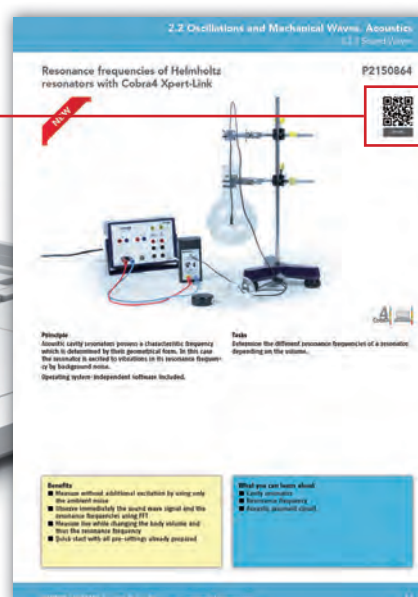 2.2 Oscillations and Mechanical Waves, Acoustics
2.2.3 Sound Waves
Resonance frequencies of Helmholtz
resonators with Cobra4 Xpert-Link
P2150864
NEW
Principle
Acoustic cavity resonators possess a characteristic frequency
which is determined by their geometrical form. In this case
the resonator is excited to vibrations in its resonance frequen-
cy by background noise.
Operating system-independent software included.
Tasks
Determine the different resonance frequencies of a resonator
depending on the volume.
Benefits
■ Measure without additional excitation by using only
the ambient noise
■ Observe immediately the sound wave signal and the
resonance frequencies using FFT
■ Measure live while changing the body volume and
thus the resonance frequency
■ Quick start with all pre-settings already prepared
What you can learn about
■ Cavity resonator
■ Resonance frequency
■ Acoustic resonant circuit